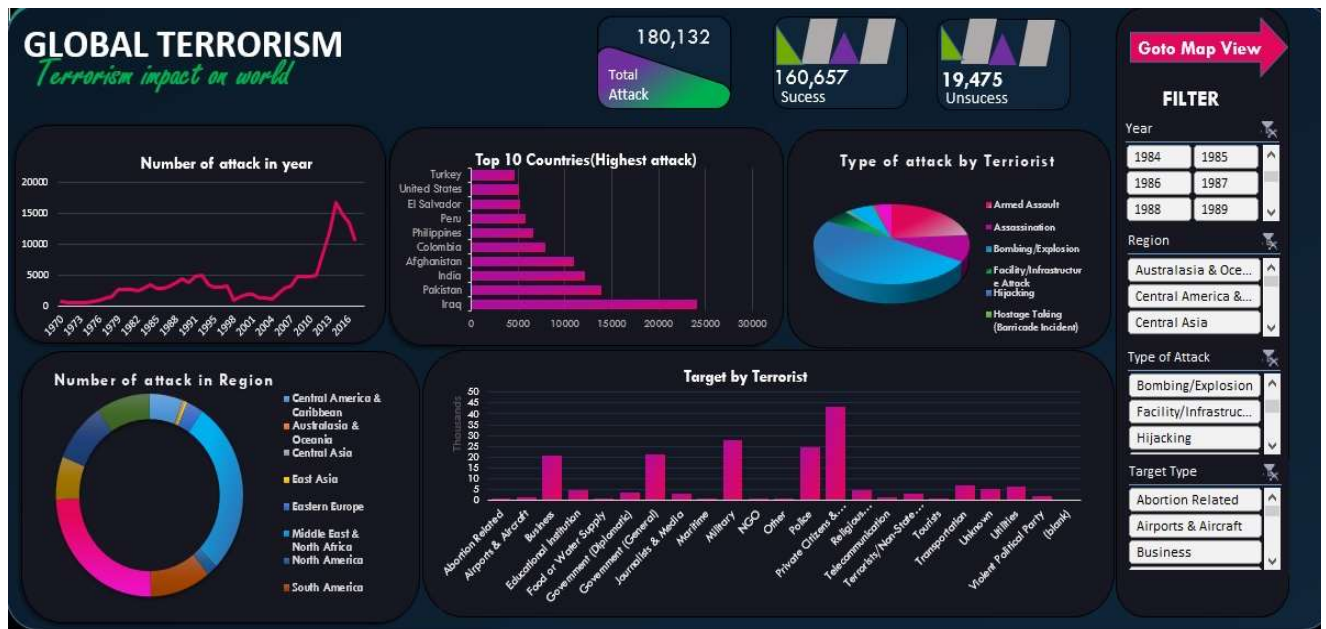 GLOBAL TERRORISM
Terrorism impact on world
180,132
Total
Attack
160,657
Sucess
19,475
Unsucess
Goto Map View
FILTER
Year
1984
1985
1986
1987
1988
1989
Region
Australasia & Oce...
Central America &...
Central Asia
Type of Attack
Bombing/Explosion
Facility/Infrastruc...
Hijacking
Target Type
Abortion Related
Airports & Aircraft
Business
Number of attack in year
20000
15000
10000
5000
0
1970
1973
1976
1979
1982
1985
1988
1991
1995
1998
2001
2004
2007
2010
2013
2016
Top 10 Countries(Highest attack)
Turkey
United States
El Salvador
Peru
Philippines
Colombia
Afghanistan
India
Pakistan
Iraq
0
5000
10000
15000
20000
25000
30000
Type of attack by Terriorist
Armed Assault
Assassination
Bombing/Explosion
Facility/Infrastructur
e Attack
Hijacking
Hostage Taking
(Barricade Incident)
Number of attack in Region
Central America &
Caribbean
Australasia &
Oceania
Central Asia
East Asia
Eastern Europe
Middle East &
North Africa
North America
South America
Target by Terrorist
Thousands
50
45
40
35
30
25
20
15
10
5
0
Abortion Related
Airports & Aircraft
Business
Educational Institution
Food or Water Supply
Government (Diplomatic)
Government (General)
Journalists & Media
Maritime
Military
NGO
Other
Police
Private Citizens &...
Religious...
Telecommunication
Terrorists/Non-State...
Tourists
Transportation
Unknown
Utilities
Violent Political Party
(blank)